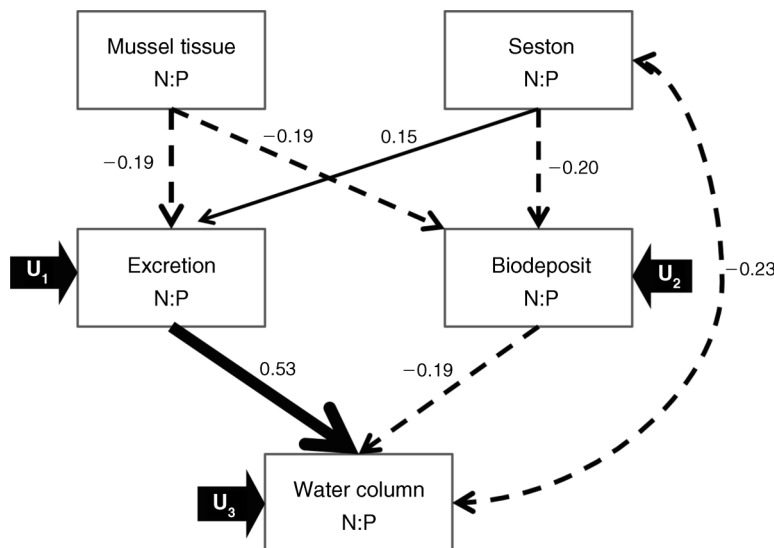 Mussel tissue
N:P
Seston
N:P
−0.19
−0.19
0.15
−0.20
U1
Excretion
N:P
Biodeposit
N:P
U2
−0.23
0.53
−0.19
U3
Water column
N:P